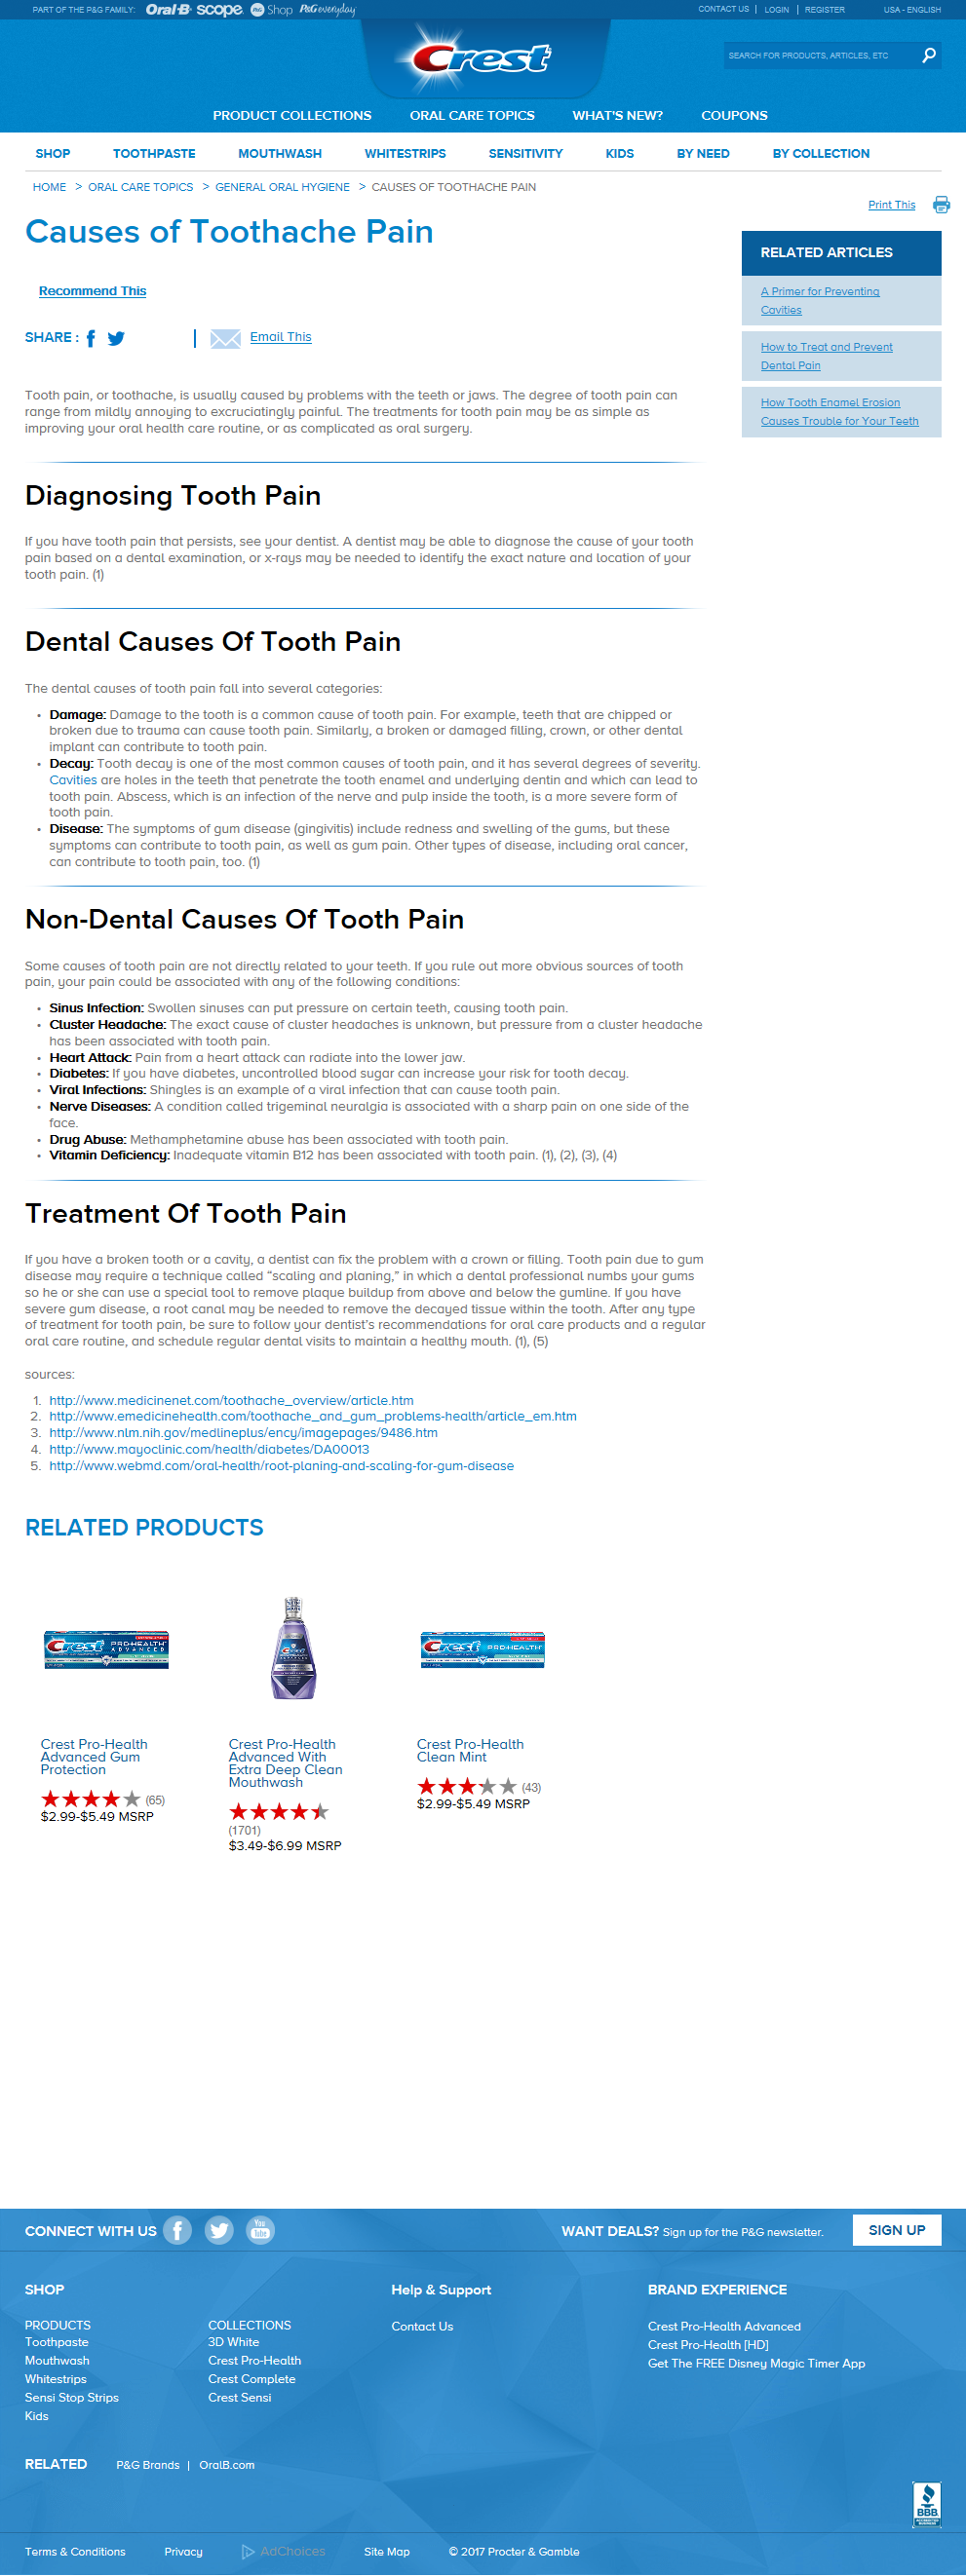 PART OF THE P&G FAMILY: Oral-B scope P&G Shop P&G everyday
CONTACT US | LOGIN | REGISTER USA - ENGLISH
Crest
SEARCH FOR PRODUCTS, ARTICLES, ETC
PRODUCT COLLECTIONS ORAL CARE TOPICS WHAT'S NEW? COUPONS
SHOP TOOTHPASTE MOUTHWASH WHITESTRIPS SENSITIVITY KIDS BY NEED BY COLLECTION
HOME > ORAL CARE TOPICS > GENERAL ORAL HYGIENE > CAUSES OF TOOTHACHE PAIN
Print This
Causes of Toothache Pain
Recommend This
SHARE : | Email This
RELATED ARTICLES
A Primer for Preventing
Cavities
How to Treat and Prevent
Dental Pain
How Tooth Enamel Erosion
Causes Trouble for Your Teeth
Tooth pain, or toothache, is usually caused by problems with the teeth or jaws. The degree of tooth pain can
range from mildly annoying to excruciatingly painful. The treatments for tooth pain may be as simple as
improving your oral health care routine, or as complicated as oral surgery.
Diagnosing Tooth Pain
If you have tooth pain that persists, see your dentist. A dentist may be able to diagnose the cause of your tooth
pain based on a dental examination, or x-rays may be needed to identify the exact nature and location of your
tooth pain. (1)
Dental Causes Of Tooth Pain
The dental causes of tooth pain fall into several categories:
• Damage: Damage to the tooth is a common cause of tooth pain. For example, teeth that are chipped or
broken due to trauma can cause tooth pain. Similarly, a broken or damaged filling, crown, or other dental
implant can contribute to tooth pain.
• Decay: Tooth decay is one of the most common causes of tooth pain, and it has several degrees of severity.
Cavities are holes in the teeth that penetrate the tooth enamel and underlying dentin and which can lead to
tooth pain. Abscess, which is an infection of the nerve and pulp inside the tooth, is a more severe form of
tooth pain.
• Disease: The symptoms of gum disease (gingivitis) include redness and swelling of the gums, but these
symptoms can contribute to tooth pain, as well as gum pain. Other types of disease, including oral cancer,
can contribute to tooth pain, too. (1)
Non-Dental Causes Of Tooth Pain
Some causes of tooth pain are not directly related to your teeth. If you rule out more obvious sources of tooth
pain, your pain could be associated with any of the following conditions:
• Sinus Infection: Swollen sinuses can put pressure on certain teeth, causing tooth pain.
• Cluster Headache: The exact cause of cluster headaches is unknown, but pressure from a cluster headache
has been associated with tooth pain.
• Heart Attack: Pain from a heart attack can radiate into the lower jaw.
• Diabetes: If you have diabetes, uncontrolled blood sugar can increase your risk for tooth decay.
• Viral Infections: Shingles is an example of a viral infection that can cause tooth pain.
• Nerve Diseases: A condition called trigeminal neuralgia is associated with a sharp pain on one side of the
face.
• Drug Abuse: Methamphetamine abuse has been associated with tooth pain.
• Vitamin Deficiency: Inadequate vitamin B12 has been associated with tooth pain. (1), (2), (3), (4)
Treatment Of Tooth Pain
If you have a broken tooth or a cavity, a dentist can fix the problem with a crown or filling. Tooth pain due to gum
disease may require a technique called “scaling and planing,” in which a dental professional numbs your gums
so he or she can use a special tool to remove plaque buildup from above and below the gumline. If you have
severe gum disease, a root canal may be needed to remove the decayed tissue within the tooth. After any type
of treatment for tooth pain, be sure to follow your dentist's recommendations for oral care products and a regular
oral care routine, and schedule regular dental visits to maintain a healthy mouth. (1), (5)
sources:
1. http://www.medicinenet.com/toothache_overview/article.htm
2. http://www.emedicinehealth.com/toothache_and_gum_problems-health/article_em.htm
3. http://www.nlm.nih.gov/medlineplus/ency/imagepages/9486.htm
4. http://www.mayoclinic.com/health/diabetes/DA00013
5. http://www.webmd.com/oral-health/root-planing-and-scaling-for-gum-disease
RELATED PRODUCTS
Crest PRO-HEALTH ADVANCED
Crest
Crest PRO-HEALTH
Crest Pro-Health
Advanced Gum
Protection
(65)
$2.99-$5.49 MSRP
Crest Pro-Health
Advanced With
Extra Deep Clean
Mouthwash
(1701)
$3.49-$6.99 MSRP
Crest Pro-Health
Clean Mint
(43)
$2.99-$5.49 MSRP
CONNECT WITH US You Tube
WANT DEALS? Sign up for the P&G newsletter. SIGN UP
SHOP
PRODUCTS
Toothpaste
Mouthwash
Whitestrips
Sensi Stop Strips
Kids
COLLECTIONS
3D White
Crest Pro-Health
Crest Complete
Crest Sensi
Help & Support
Contact Us
BRAND EXPERIENCE
Crest Pro-Health Advanced
Crest Pro-Health [HD]
Get The FREE Disney Magic Timer App
RELATED P&G Brands | OralB.com
BBB
Terms & Conditions Privacy AdChoices Site Map © 2017 Procter & Gamble